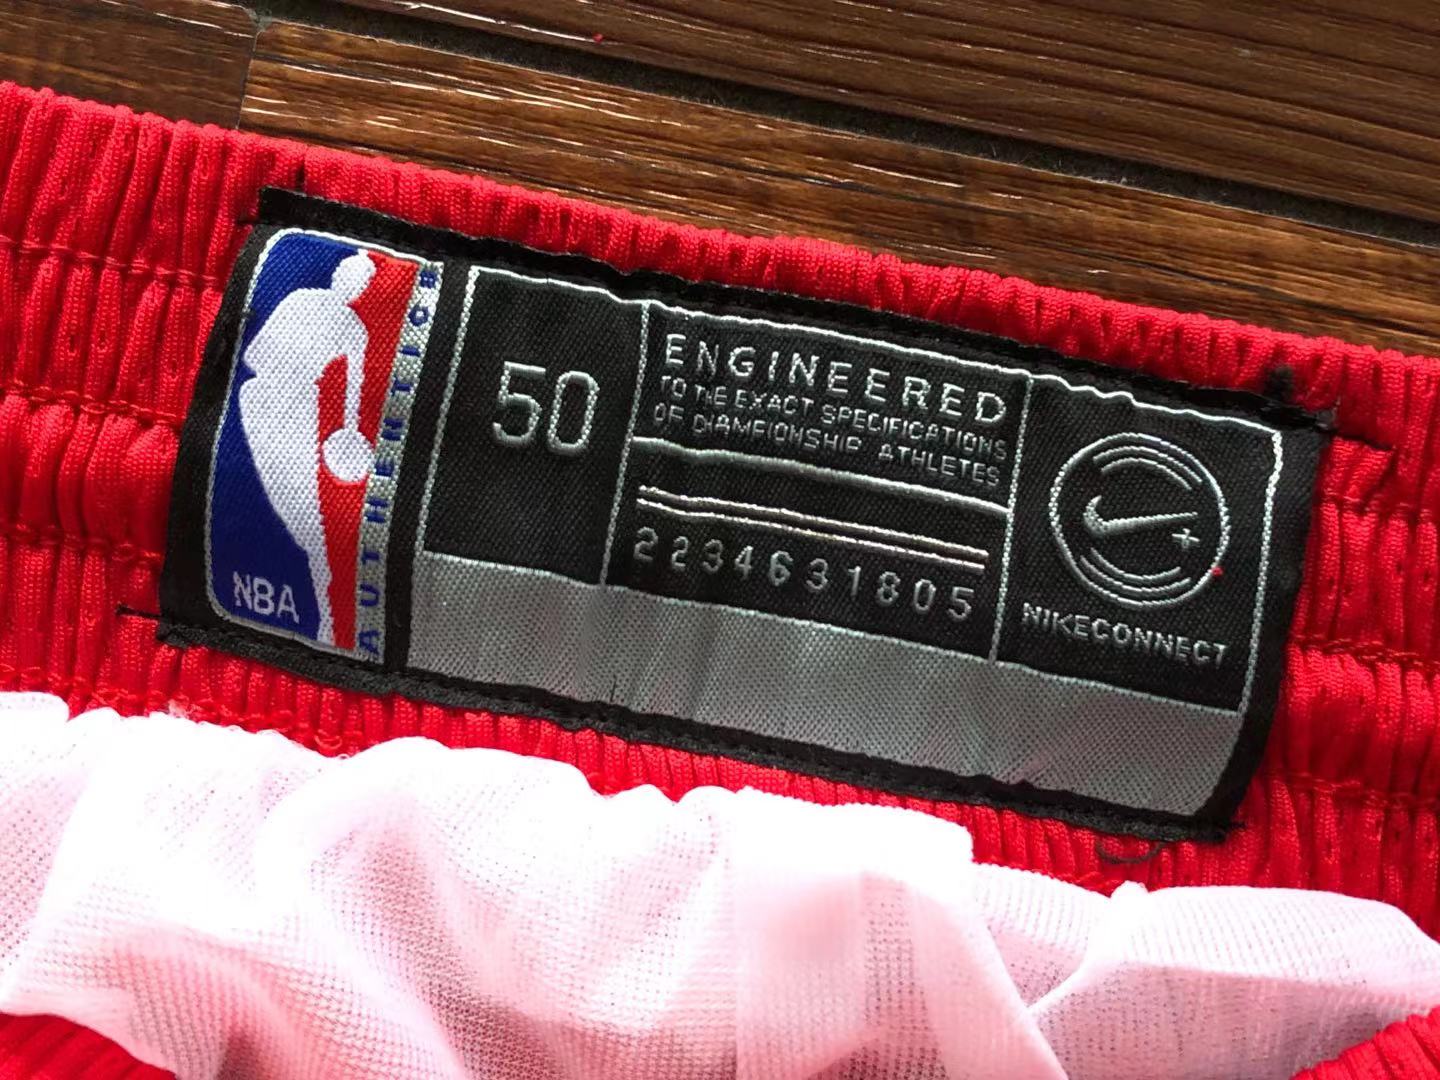 NBA
AUTHENTICS
50
ENGINEERED
TO THE EXACT SPECIFICATIONS
OF CHAMPIONSHIP ATHLETES
2234631805
NIKECONNECT